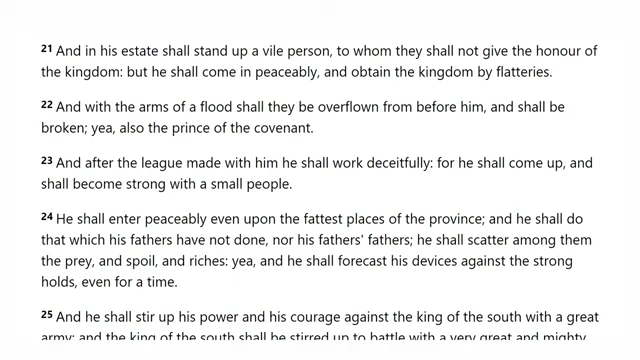 21 And in his estate shall stand up a vile person, to whom they shall not give the honour of
the kingdom: but he shall come in peaceably, and obtain the kingdom by flatteries.
22 And with the arms of a flood shall they be overflown from before him, and shall be
broken; yea, also the prince of the covenant.
23 And after the league made with him he shall work deceitfully: for he shall come up, and
shall become strong with a small people.
24 He shall enter peaceably even upon the fattest places of the province; and he shall do
that which his fathers have not done, nor his fathers' fathers; he shall scatter among them
the prey, and spoil, and riches: yea, and he shall forecast his devices against the strong
holds, even for a time.
25 And he shall stir up his power and his courage against the king of the south with a great
army; and the king of the south shall be stirred up to battle with a very great and mighty